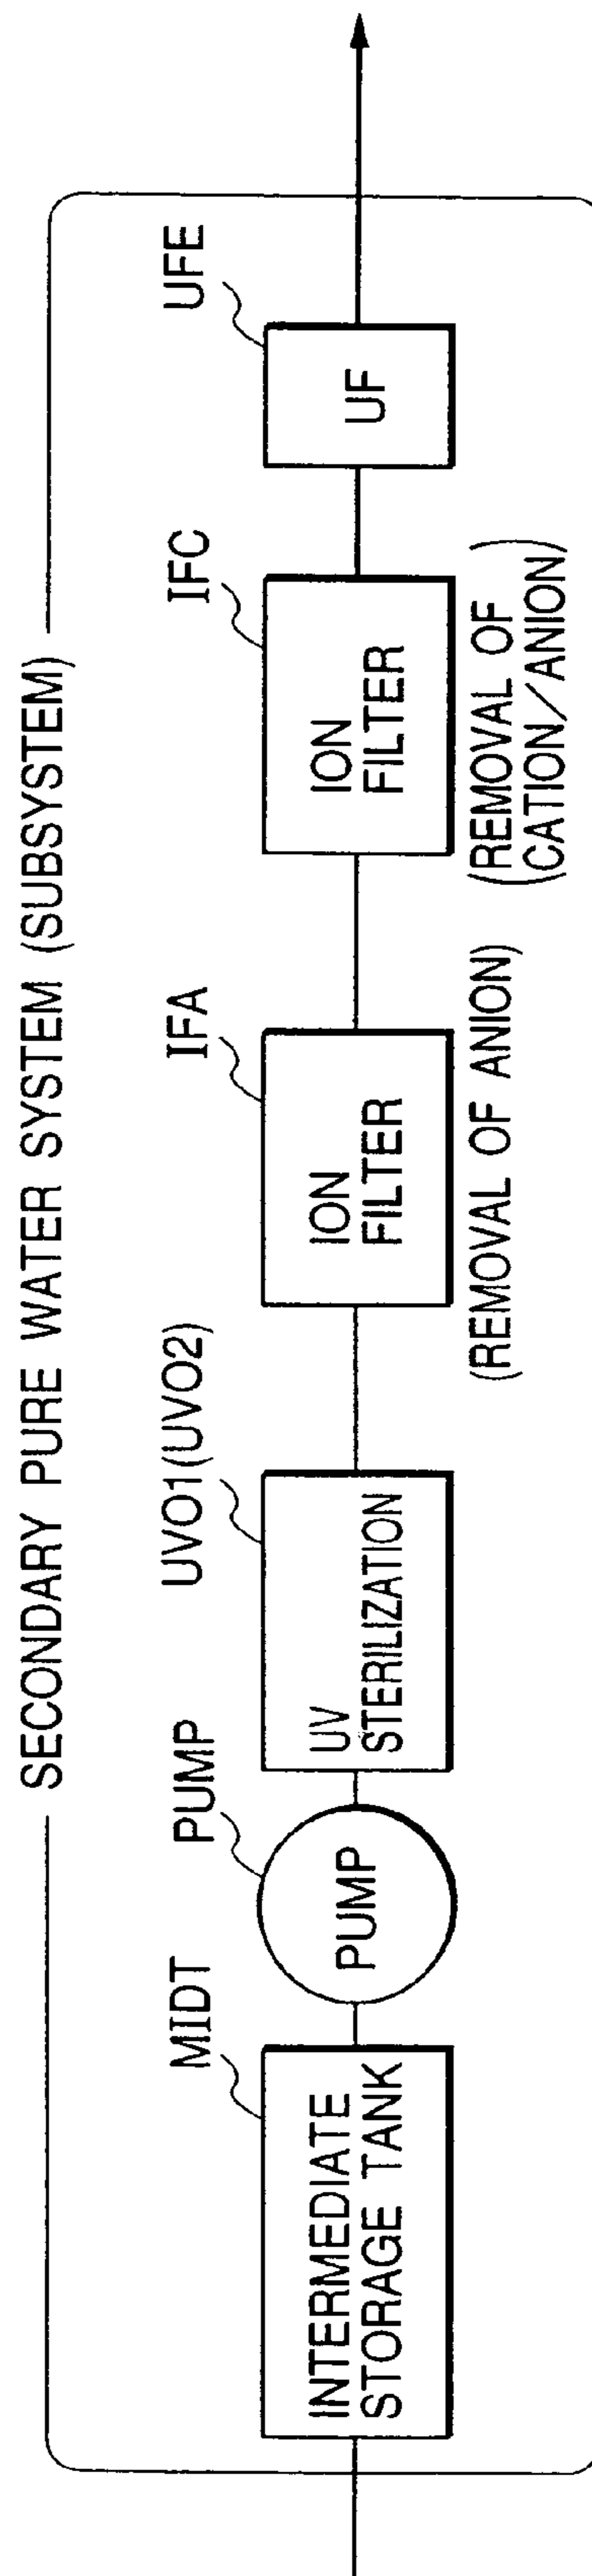 SECONDARY PURE WATER SYSTEM (SUBSYSTEM)
MIDT
INTERMEDIATE
STORAGE TANK
PUMP
PUMP
UVO1(UVO2)
UV
STERILIZATION
IFA
ION
FILTER
(REMOVAL OF ANION)
IFC
ION
FILTER
(REMOVAL OF
CATION/ANION)
UFE
UF